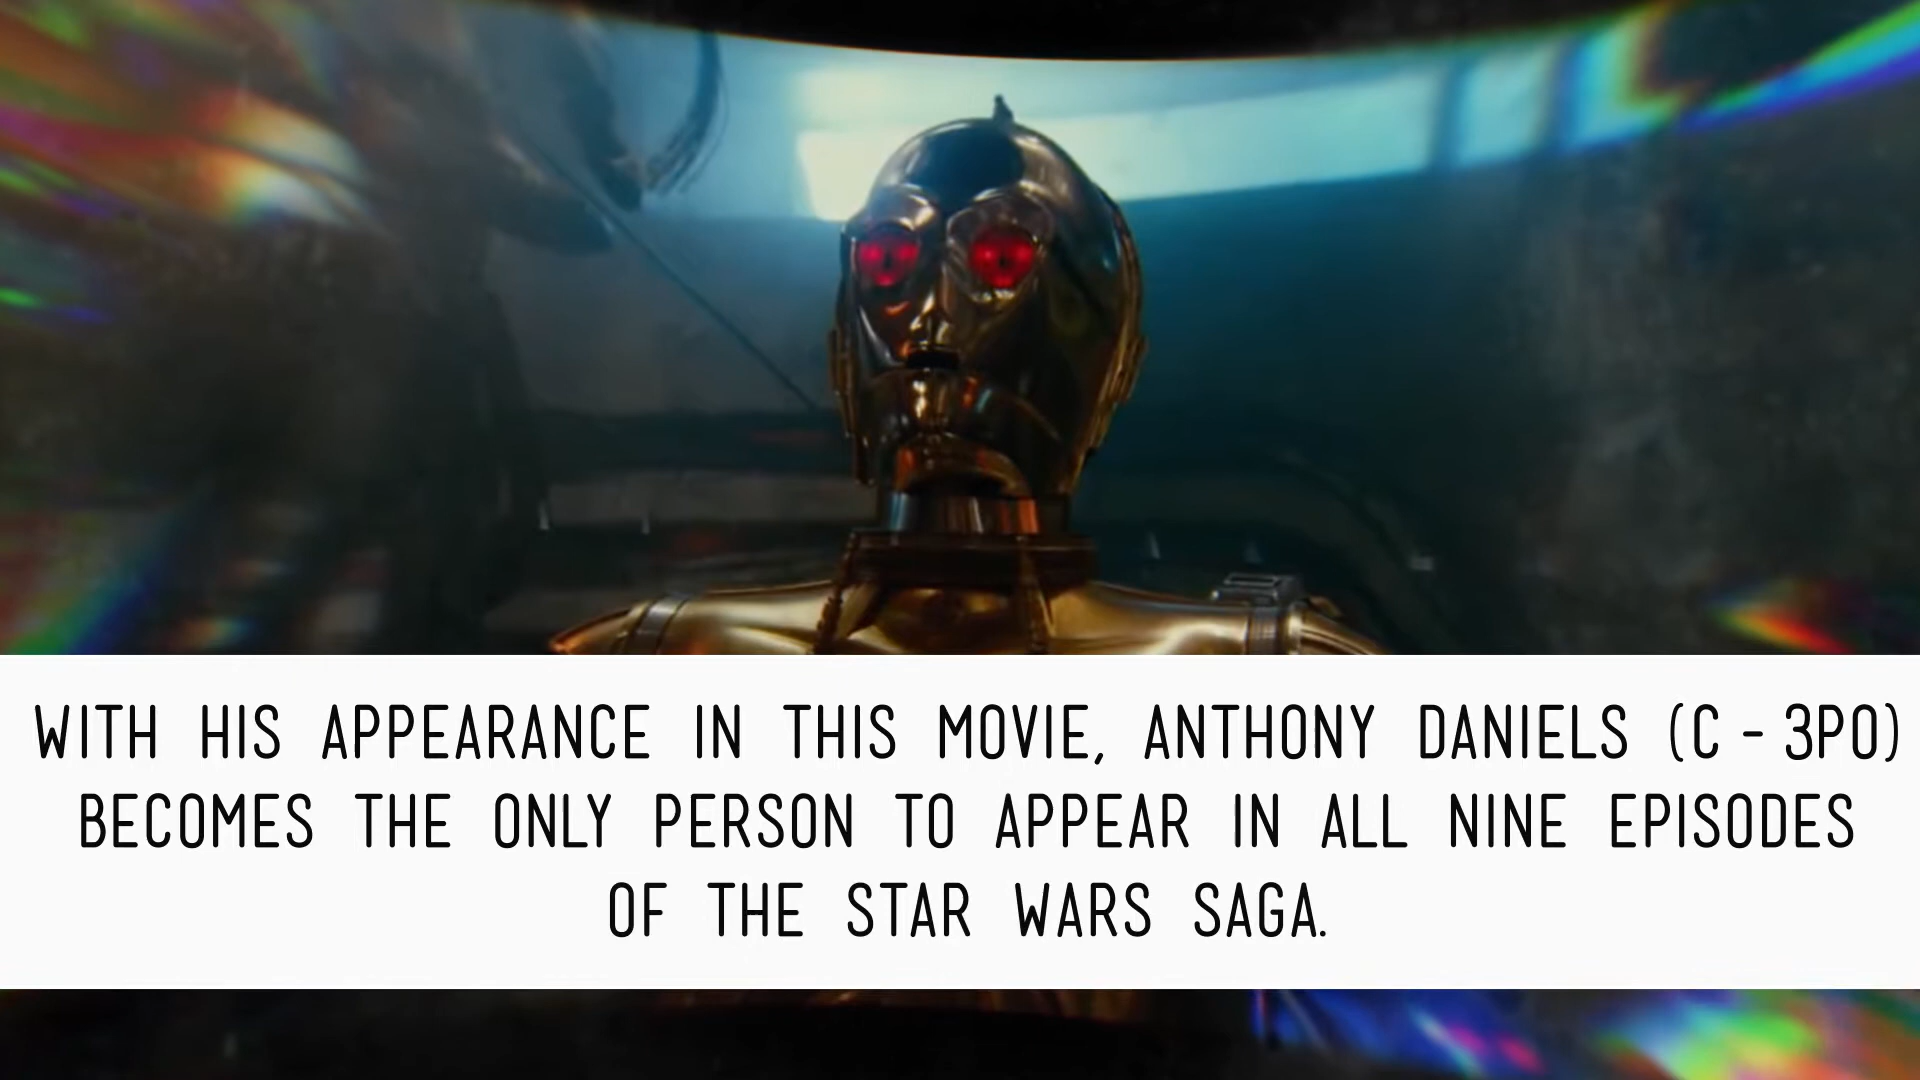 WITH HIS APPEARANCE IN THIS MOVIE, ANTHONY DANIELS (C - 3PO)
BECOMES THE ONLY PERSON TO APPEAR IN ALL NINE EPISODES
OF THE STAR WARS SAGA.